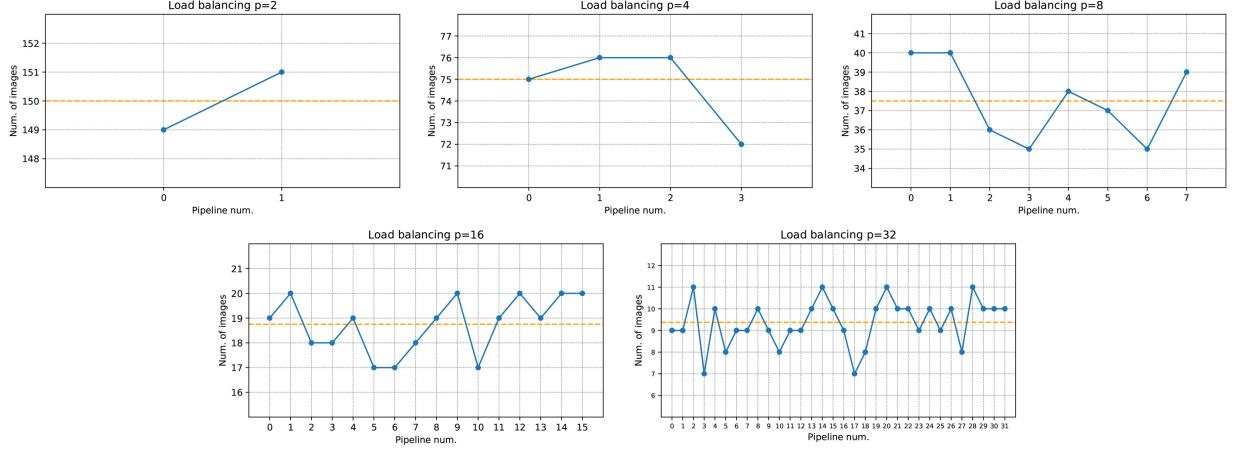 Load balancing p=2
Num. of images
152
151
150
149
148
0 1
Pipeline num.
Load balancing p=4
Num. of images
77
76
75
74
73
72
71
0 1 2 3
Pipeline num.
Load balancing p=8
Num. of images
41
40
39
38
37
36
35
34
0 1 2 3 4 5 6 7
Pipeline num.
Load balancing p=16
Num. of images
21
20
19
18
17
16
0 1 2 3 4 5 6 7 8 9 10 11 12 13 14 15
Pipeline num.
Load balancing p=32
Num. of images
12
11
10
9
8
7
6
0 1 2 3 4 5 6 7 8 9 10 11 12 13 14 15 16 17 18 19 20 21 22 23 24 25 26 27 28 29 30 31
Pipeline num.